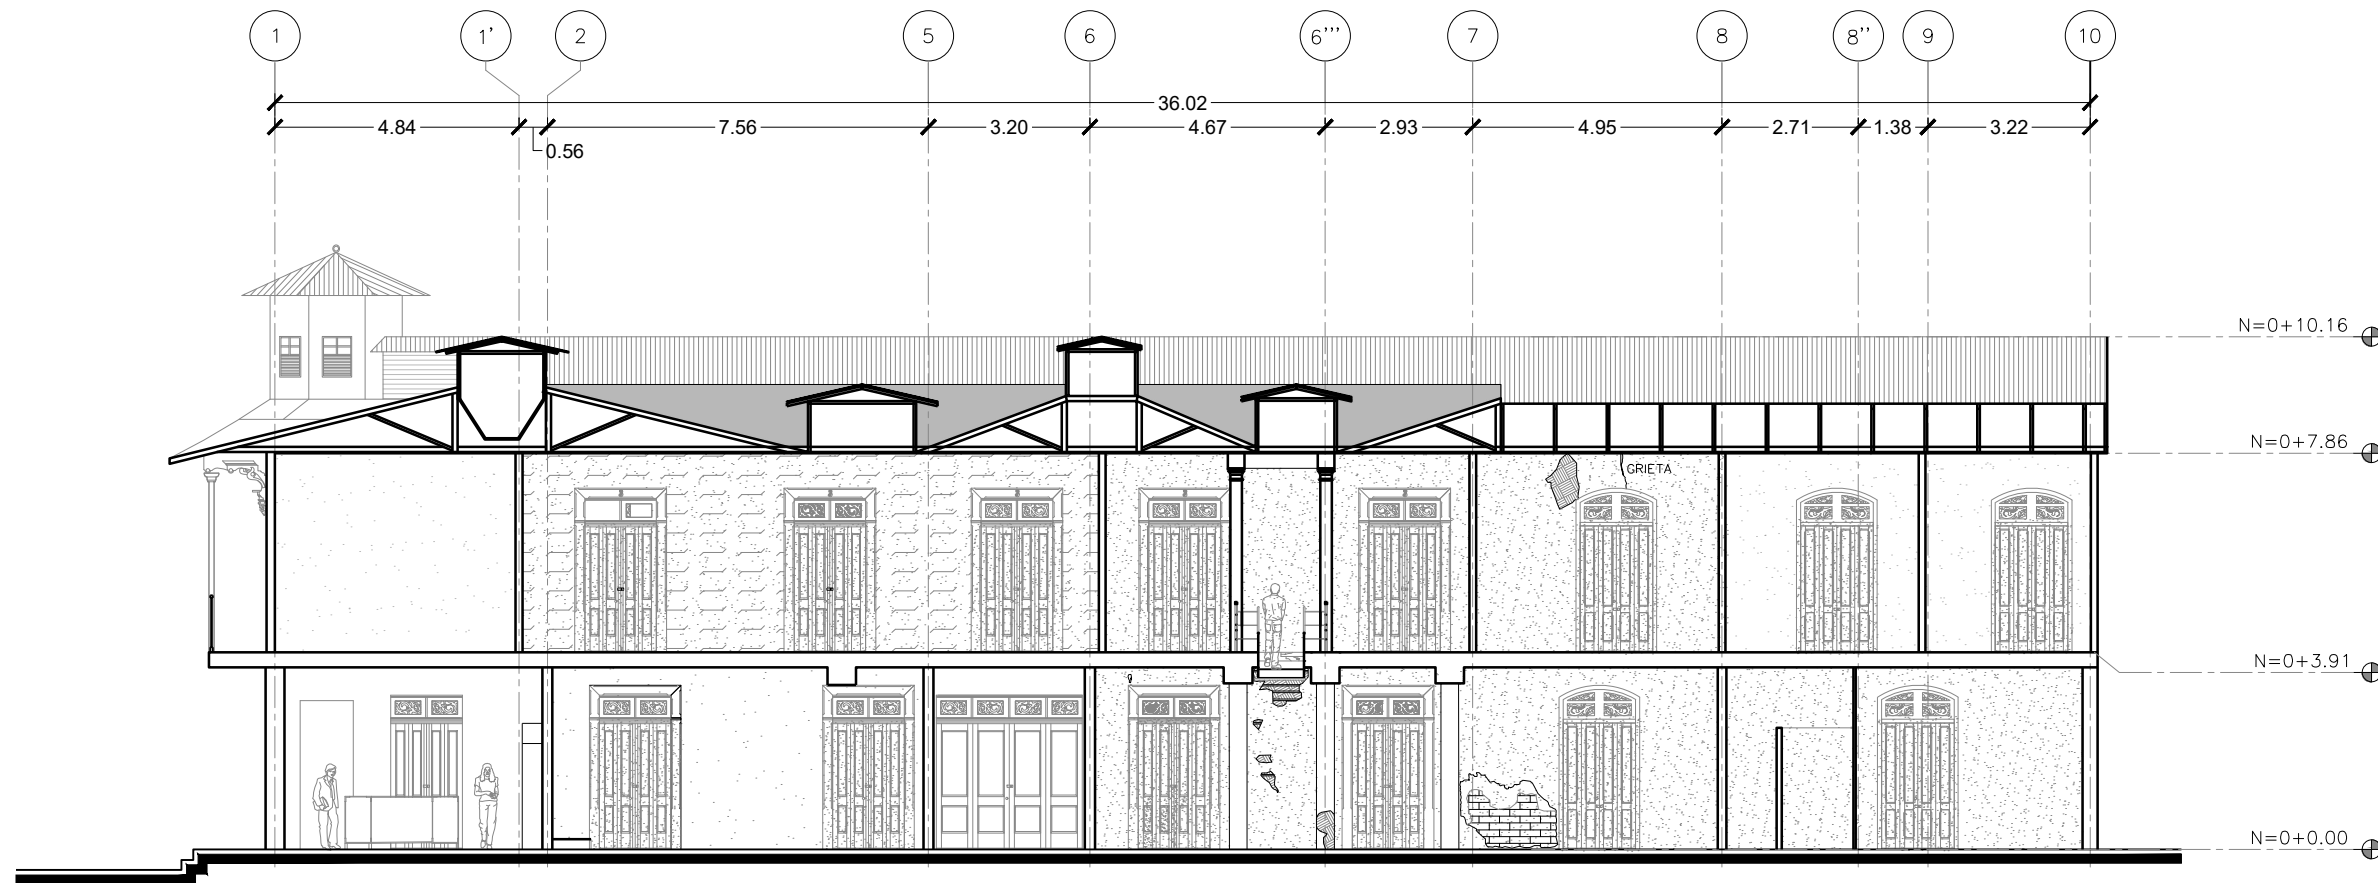 1 1' 2 5 6 6''' 7 8 8'' 9 10
36.02
4.84 7.56 3.20 4.67 2.93 4.95 2.71 1.38 3.22
0.56
N=0+10.16
N=0+7.86
GRIETA
N=0+3.91
N=0+0.00